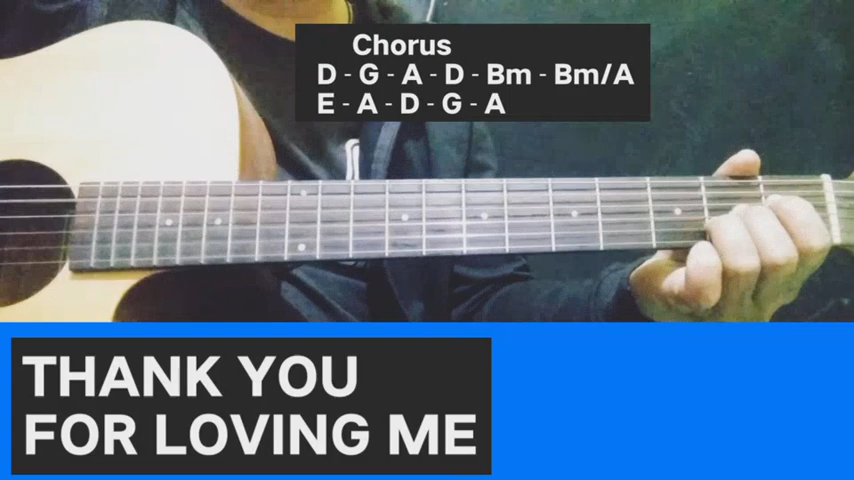 Chorus
D - G - A - D - Bm - Bm/A
E - A - D - G - A
THANK YOU
FOR LOVING ME